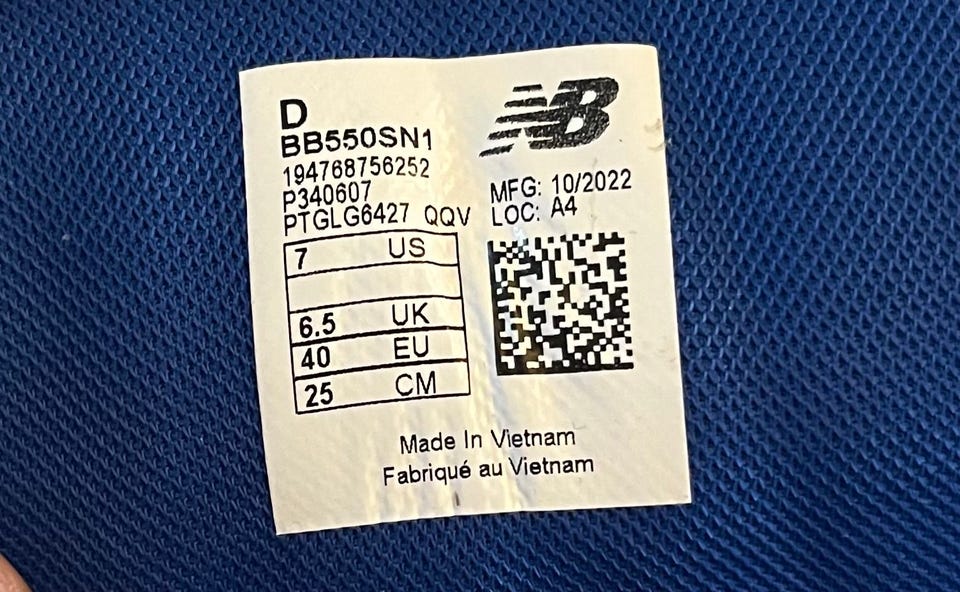 D
BB550SN1
194768756252
P340607
PTGLG6427 QQV
NB
MFG: 10/2022
LOC: A4
7 US
6.5 UK
40 EU
25 CM
Made In Vietnam
Fabriqué au Vietnam